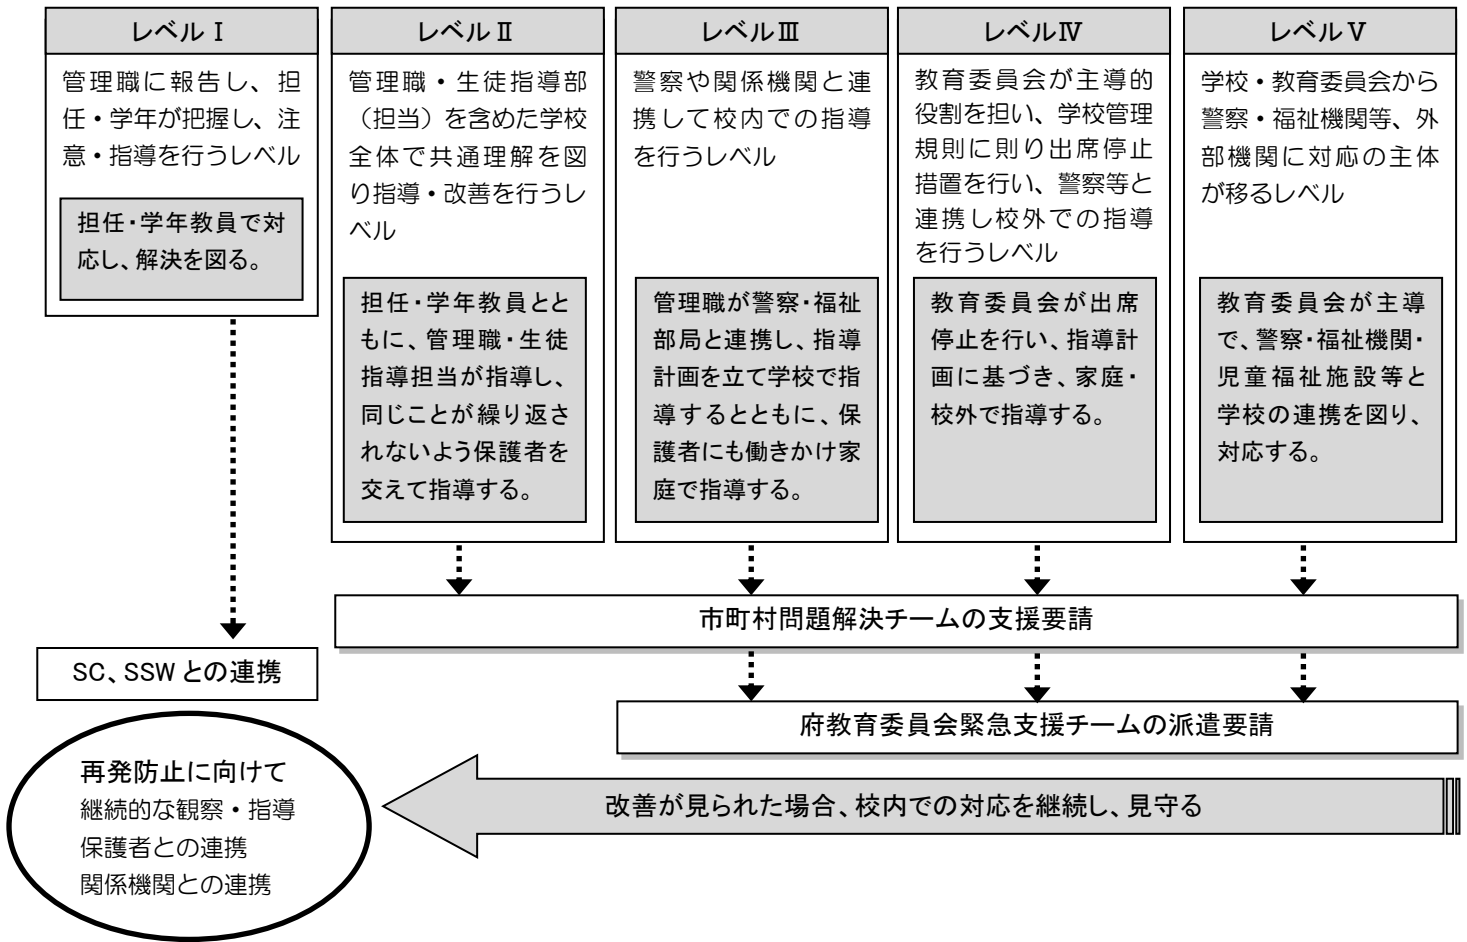 レベルⅠ
管理職に報告し、担
任・学年が把握し、注
意・指導を行うレベル
担任・学年教員で対
応し、解決を図る。
レベルⅡ
管理職・生徒指導部
（担当）を含めた学校
全体で共通理解を図
り指導・改善を行うレ
ベル
担任・学年教員とと
もに、管理職・生徒
指導担当が指導し、
同じことが繰り返さ
れないよう保護者を
交えて指導する。
レベルⅢ
警察や関係機関と連
携して校内での指導
を行うレベル
管理職が警察・福祉
部局と連携し、指導
計画を立て学校で指
導するとともに、保
護者にも働きかけ家
庭で指導する。
レベルⅣ
教育委員会が主導的
役割を担い、学校管理
規則に則り出席停止
措置を行い、警察等と
連携し校外での指導
を行うレベル
教育委員会が出席
停止を行い、指導計
画に基づき、家庭・
校外で指導する。
レベルⅤ
学校・教育委員会から
警察・福祉機関等、外
部機関に対応の主体
が移るレベル
教育委員会が主導
で、警察・福祉機関・
児童福祉施設等と
学校の連携を図り、
対応する。
市町村問題解決チームの支援要請
SC、SSWとの連携
府教育委員会緊急支援チームの派遣要請
改善が見られた場合、校内での対応を継続し、見守る
再発防止に向けて
継続的な観察・指導
保護者との連携
関係機関との連携